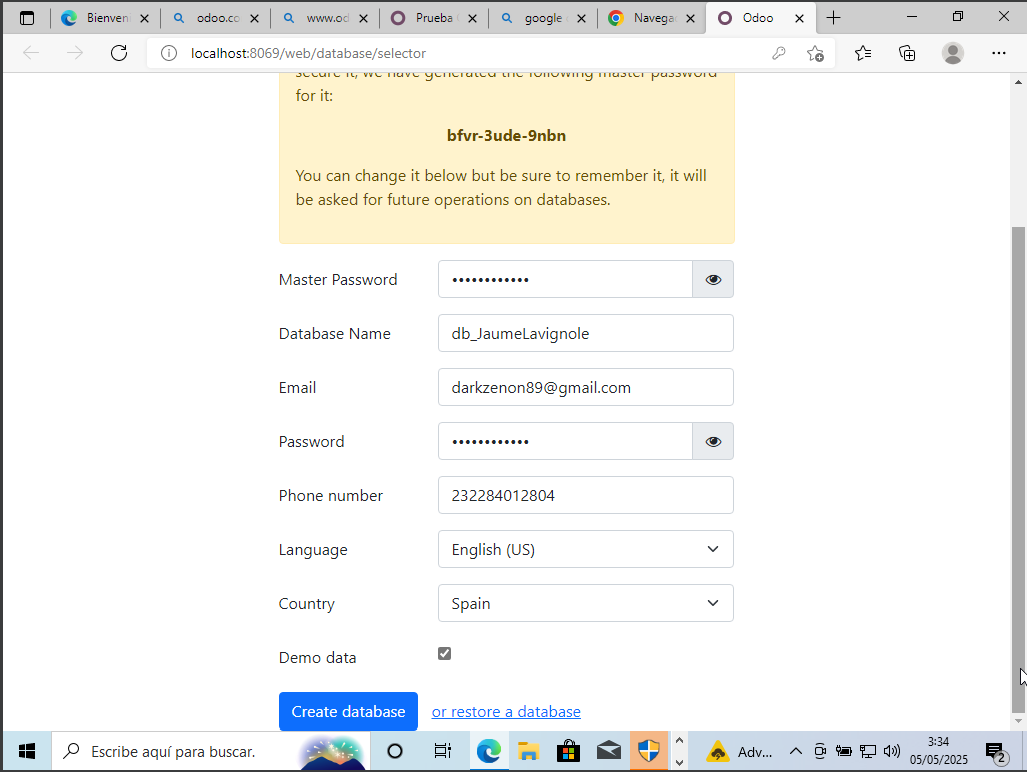 Bienven
odoo.co
www.od
Prueba
google
Navegar
Odoo
localhost:8069/web/database/selector
secure it, we have generated the following master password
for it:
bfvr-3ude-9nbn
You can change it below but be sure to remember it, it will
be asked for future operations on databases.
Master Password ••••••••••••
Database Name db_JaumeLavignole
Email darkzenon89@gmail.com
Password ••••••••••••
Phone number 232284012804
Language English (US)
Country Spain
Demo data
Create database or restore a database
Escribe aquí para buscar.
Adv...
3:34
05/05/2025
2